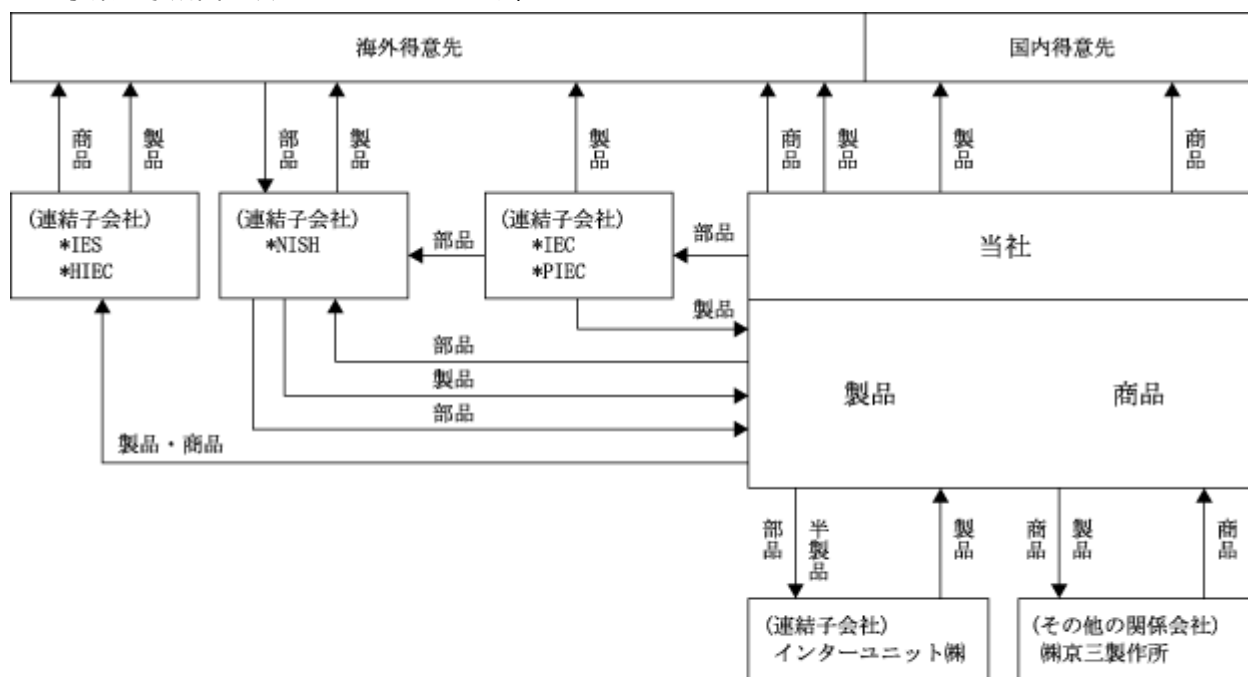 海外得意先
国内得意先
商品
製品
部品
製品
製品
商品
製品
製品
商品
(連結子会社)
*IES
*HIEC
(連結子会社)
*NISH
部品
(連結子会社)
*IEC
*PIEC
部品
当社
製品
部品
製品
部品
製品・商品
製品
商品
部品
半製品
製品
商品
製品
商品
(連結子会社)
インターユニット㈱
(その他の関係会社)
㈱京三製作所